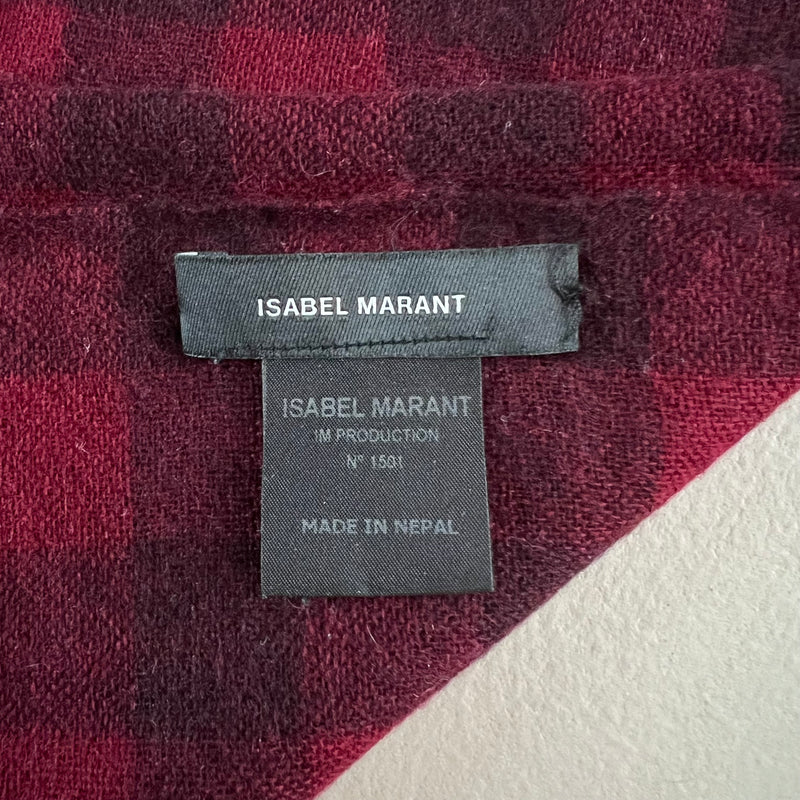 ISABEL MARANT
ISABEL MARANT
IM PRODUCTION
N° 1501
MADE IN NEPAL